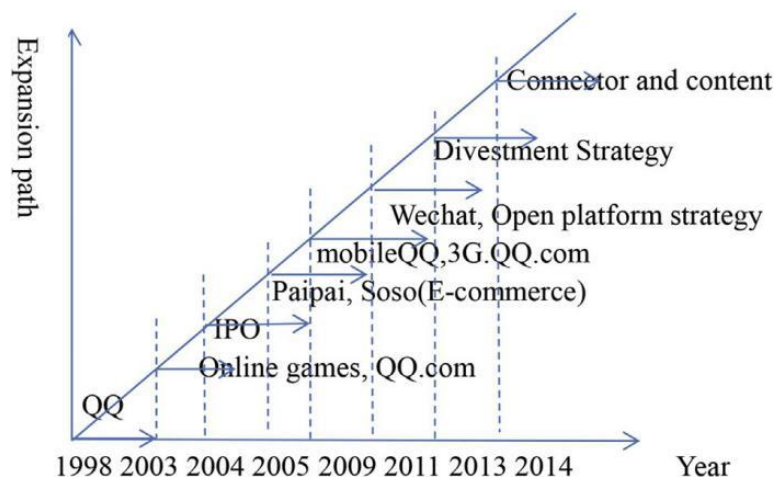 Expansion path
Connector and content
Divestment Strategy
Wechat, Open platform strategy
mobileQQ,3G.QQ.com
Paipai, Soso(E-commerce)
IPO
Online games, QQ.com
QQ
1998 2003 2004 2005 2009 2011 2013 2014 Year